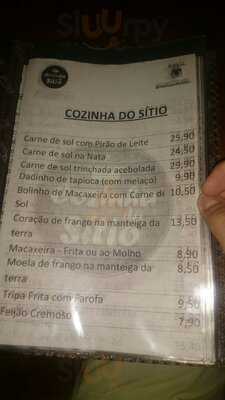 COZINHA DO SÍTIO
Carne de sol com Pirão de Leite 25,90
Carne de sol na Nata 24,50
Carne de sol trinchada acebolada 29,90
Dadinho de tapioca (com melaço) 9,90
Bolinho de Macaxeira com Carne de 10,50
Sol
Coração de frango na manteiga da 13,50
terra
Macaxeira - Frita ou ao Molho 8,90
Moela de frango na manteiga da 8,50
terra
Tripa Frita com Farofa 9,50
Feijão Cremoso 7,90